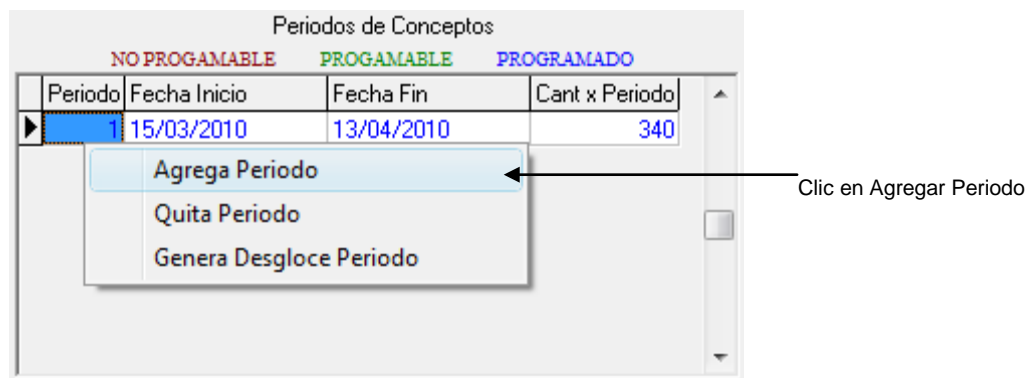 Periodos de Conceptos
NO PROGAMABLE PROGAMABLE PROGRAMADO
Periodo Fecha Inicio Fecha Fin Cant x Periodo
1 15/03/2010 13/04/2010 340
Agrega Periodo
Clic en Agregar Periodo
Quita Periodo
Genera Desgloce Periodo